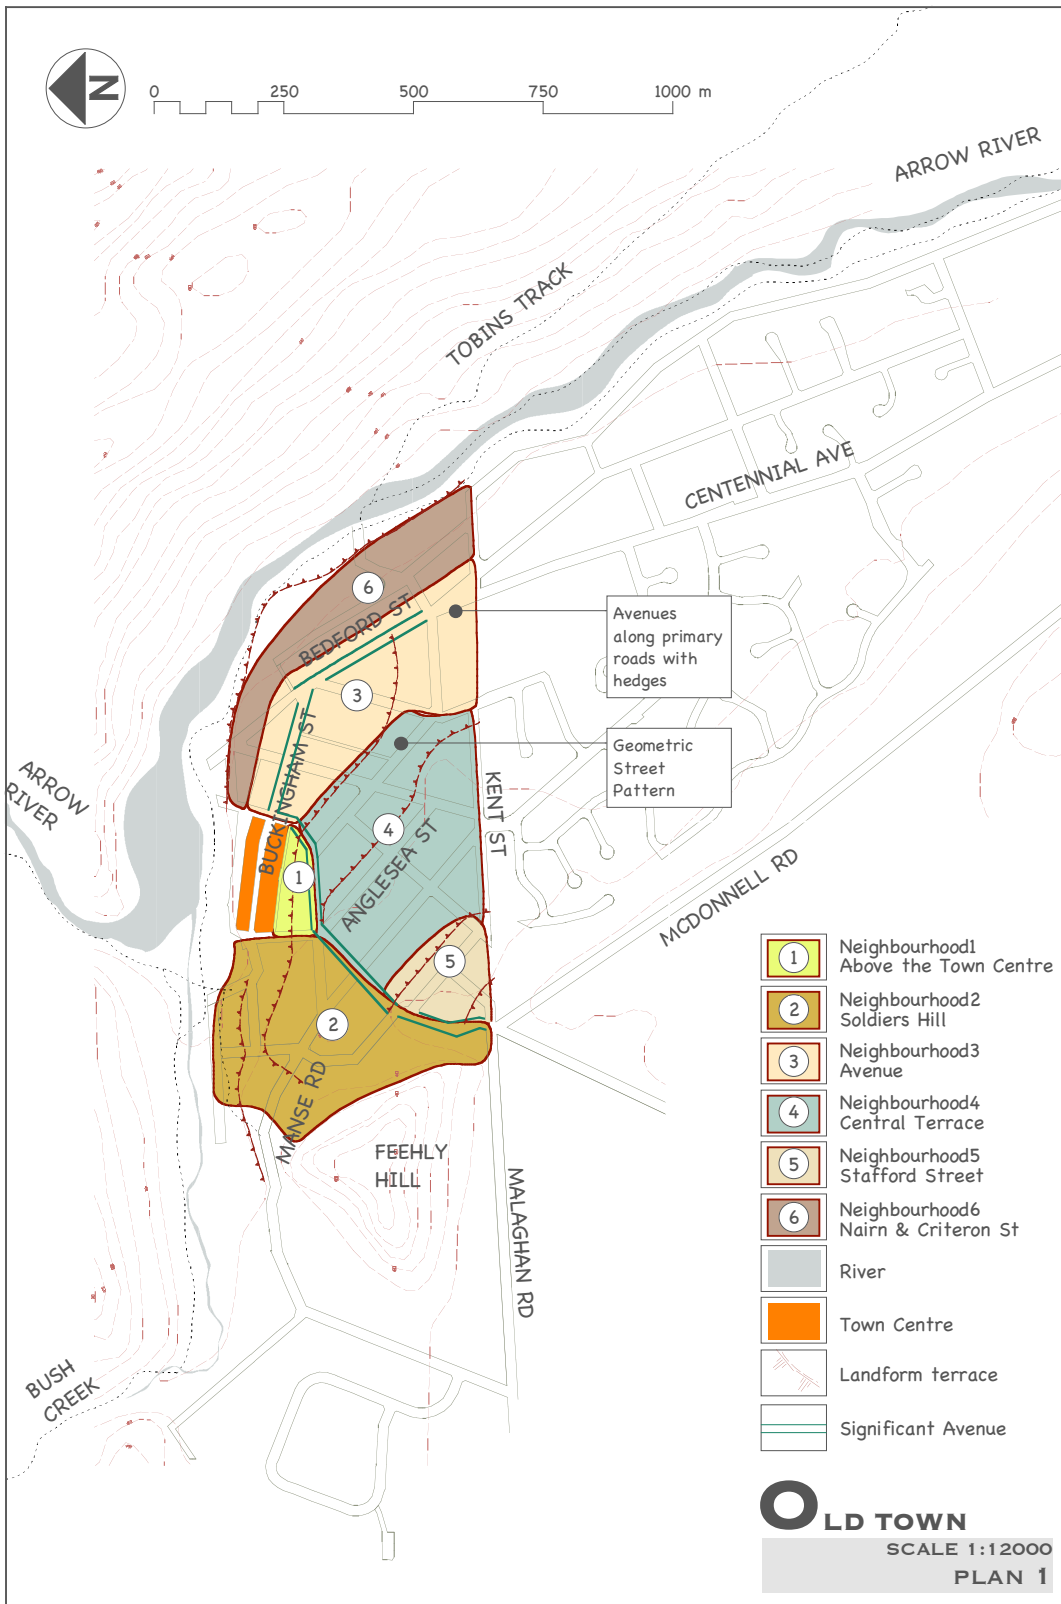 N
0 250 500 750 1000 m
ARROW RIVER
TOBINS TRACK
CENTENNIAL AVE
6
BEDFORD ST
Avenues
along primary
roads with
hedges
3
BUCKINGHAM ST
Geometric
Street
Pattern
ARROW
RIVER
KENT ST
4
ANGLESEA ST
1
MCDONNELL RD
5
2
MANSE RD
FEEHLY
HILL
MALAGHAN RD
BUSH
CREEK
1 Neighbourhood1
Above the Town Centre
2 Neighbourhood2
Soldiers Hill
3 Neighbourhood3
Avenue
4 Neighbourhood4
Central Terrace
5 Neighbourhood5
Stafford Street
6 Neighbourhood6
Nairn & Criteron St
River
Town Centre
Landform terrace
Significant Avenue
OLD TOWN
SCALE 1:12000
PLAN 1